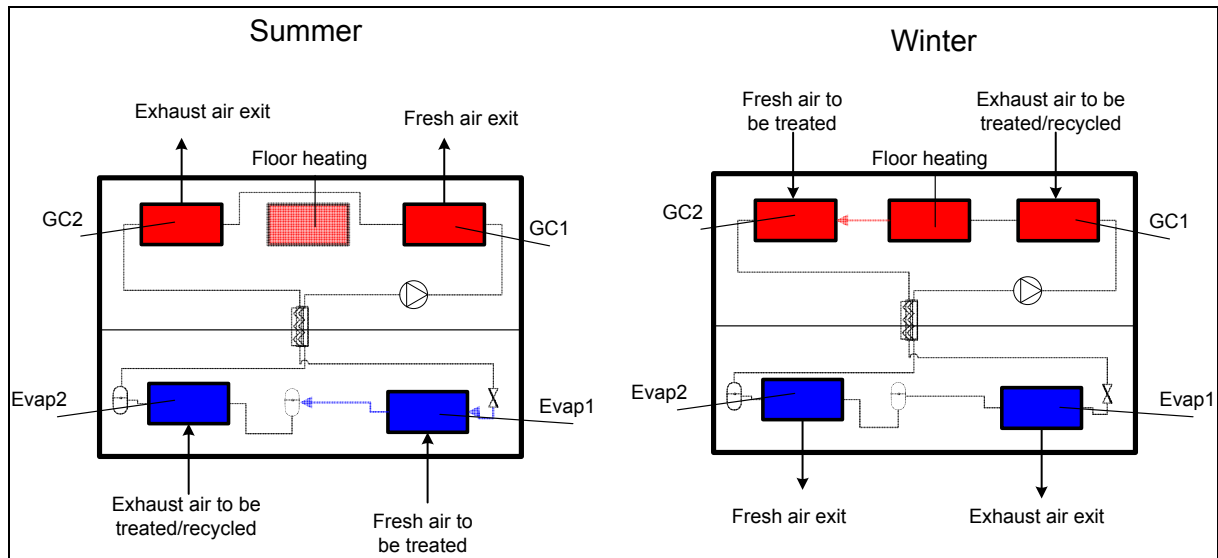 Summer
Exhaust air exit
Fresh air exit
Floor heating
GC2
GC1
Evap2
Evap1
Exhaust air to be
treated/recycled
Fresh air to
be treated
Winter
Fresh air to
be treated
Exhaust air to be
treated/recycled
Floor heating
GC2
GC1
Evap2
Evap1
Fresh air exit
Exhaust air exit